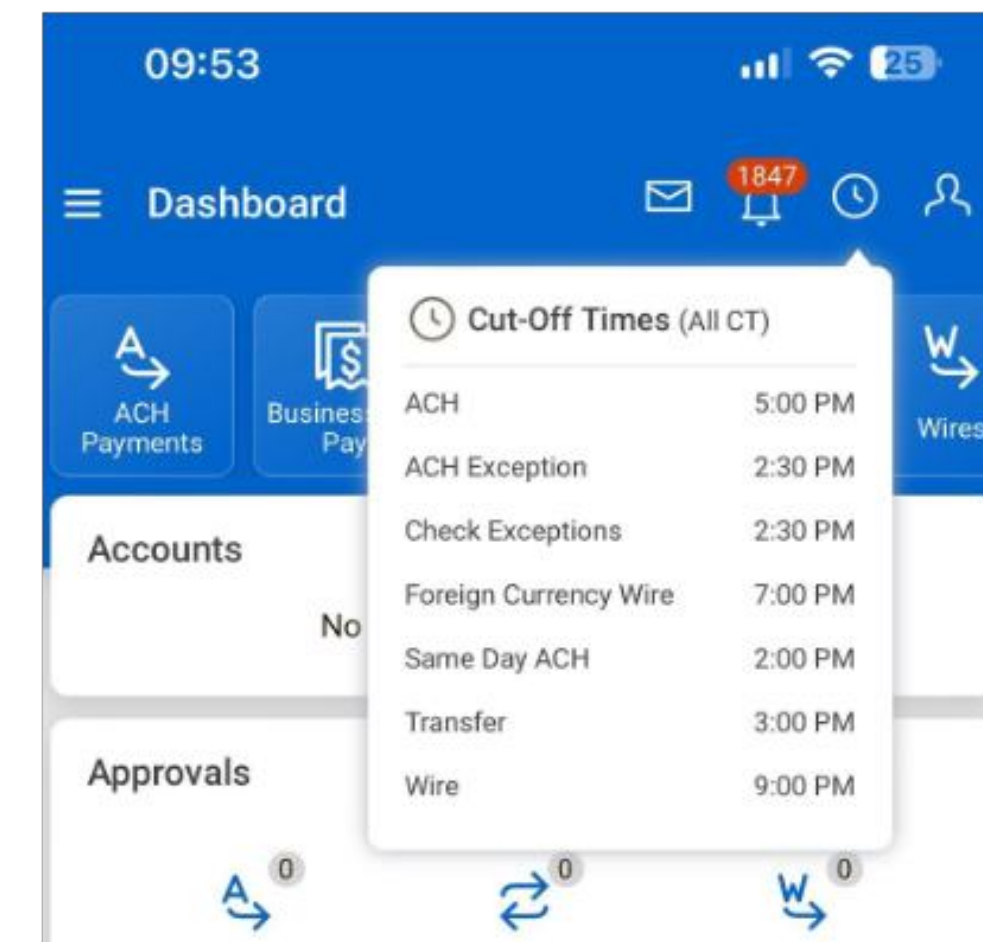 09:53
25
Dashboard
1847
Cut-Off Times (All CT)
ACH 5:00 PM
ACH Exception 2:30 PM
Check Exceptions 2:30 PM
Foreign Currency Wire 7:00 PM
Same Day ACH 2:00 PM
Transfer 3:00 PM
Wire 9:00 PM
A
ACH
Payments
$
Busines
Pay
W
Wires
Accounts
No
Approvals
A 0
0
W 0